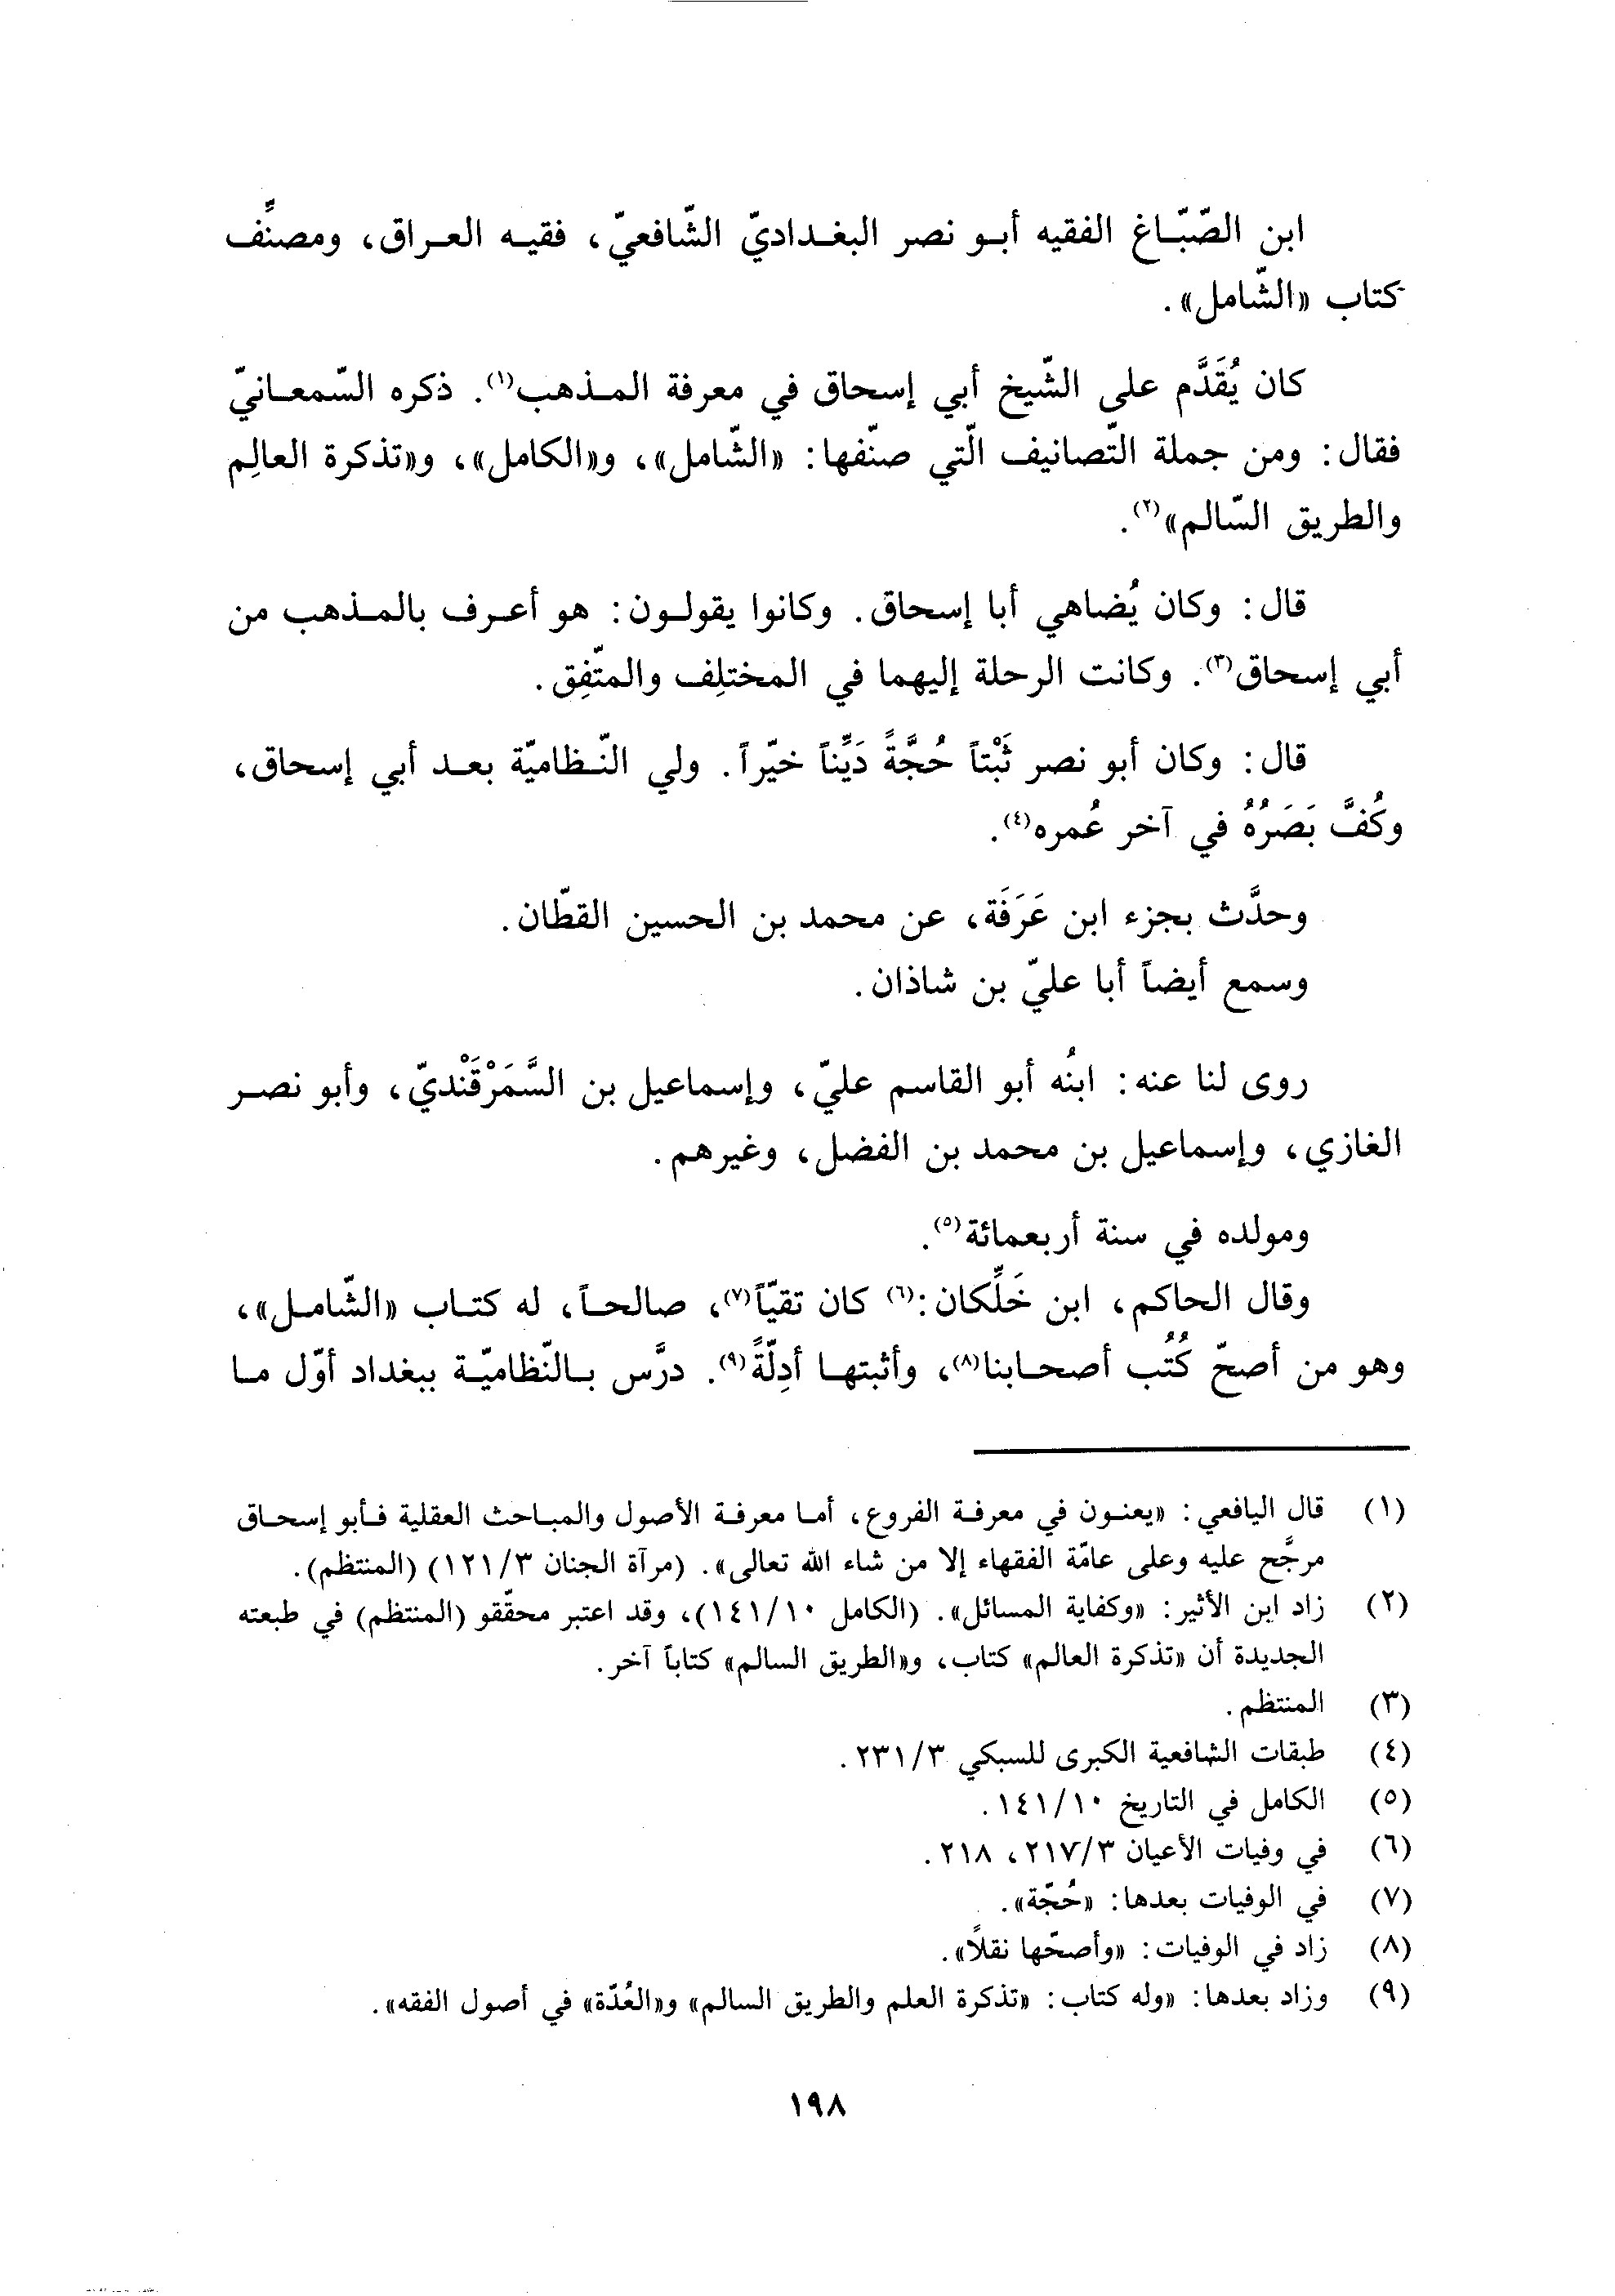 ابن الصّبّاغ الفقيه أبو نصر البغداديّ الشّافعيّ، فقيه العراق، ومصنِّف
كتاب «الشّامل».
كان يُقَدَّم على الشّيخ أبي إسحاق في معرفة المذهب(١). ذكره السّمعانيّ
فقال: ومن جملة التّصانيف الّتي صنّفها: «الشّامل»، و«الكامل»، و«تذكرة العالِم
والطريق السّالم»(٢).
قال: وكان يُضاهي أبا إسحاق. وكانوا يقولون: هو أعرف بالمذهب من
أبي إسحاق(٣). وكانت الرحلة إليهما في المختلِف والمتّفِق.
قال: وكان أبو نصر ثَبْتاً حُجَّةً دَيِّناً خيّراً. ولي النّظاميّة بعد أبي إسحاق،
وكُفَّ بَصَرُهُ في آخر عُمره(٤).
وحدَّث بجزء ابن عَرَفَة، عن محمد بن الحسين القطّان.
وسمع أيضاً أبا عليّ بن شاذان.
روى لنا عنه: ابنُه أبو القاسم عليّ، وإسماعيل بن السَّمَرْقَنْديّ، وأبو نصر
الغازي، وإسماعيل بن محمد بن الفضل، وغيرهم.
ومولده في سنة أربعمائة(٥).
وقال الحاكم، ابن خَلِّكان:(٦) كان تقيّاً(٧)، صالحاً، له كتاب «الشّامل»،
وهو من أصحّ كُتُب أصحابنا(٨)، وأثبتها أدِلّةً(٩). درَّس بالنّظاميّة ببغداد أوّل ما
(١) قال اليافعي: «يعنون في معرفة الفروع، أما معرفة الأصول والمباحث العقلية فأبو إسحاق
مرجَّح عليه وعلى عامّة الفقهاء إلا من شاء الله تعالى». (مرآة الجنان ١٢١/٣) (المنتظم).
(٢) زاد ابن الأثير: «وكفاية المسائل». (الكامل ١٤١/١٠)، وقد اعتبر محقّقو (المنتظم) في طبعته
الجديدة أن «تذكرة العالم» كتاب، و«الطريق السالم» كتاباً آخر.
(٣) المنتظم.
(٤) طبقات الشافعية الكبرى للسبكي ٢٣١/٣.
(٥) الكامل في التاريخ ١٤١/١٠.
(٦) في وفيات الأعيان ٢١٧/٣، ٢١٨.
(٧) في الوفيات بعدها: «حُجّة».
(٨) زاد في الوفيات: «وأصحّها نقلاً».
(٩) وزاد بعدها: «وله كتاب: «تذكرة العلم والطريق السالم» و«العُدّة» في أصول الفقه».
١٩٨